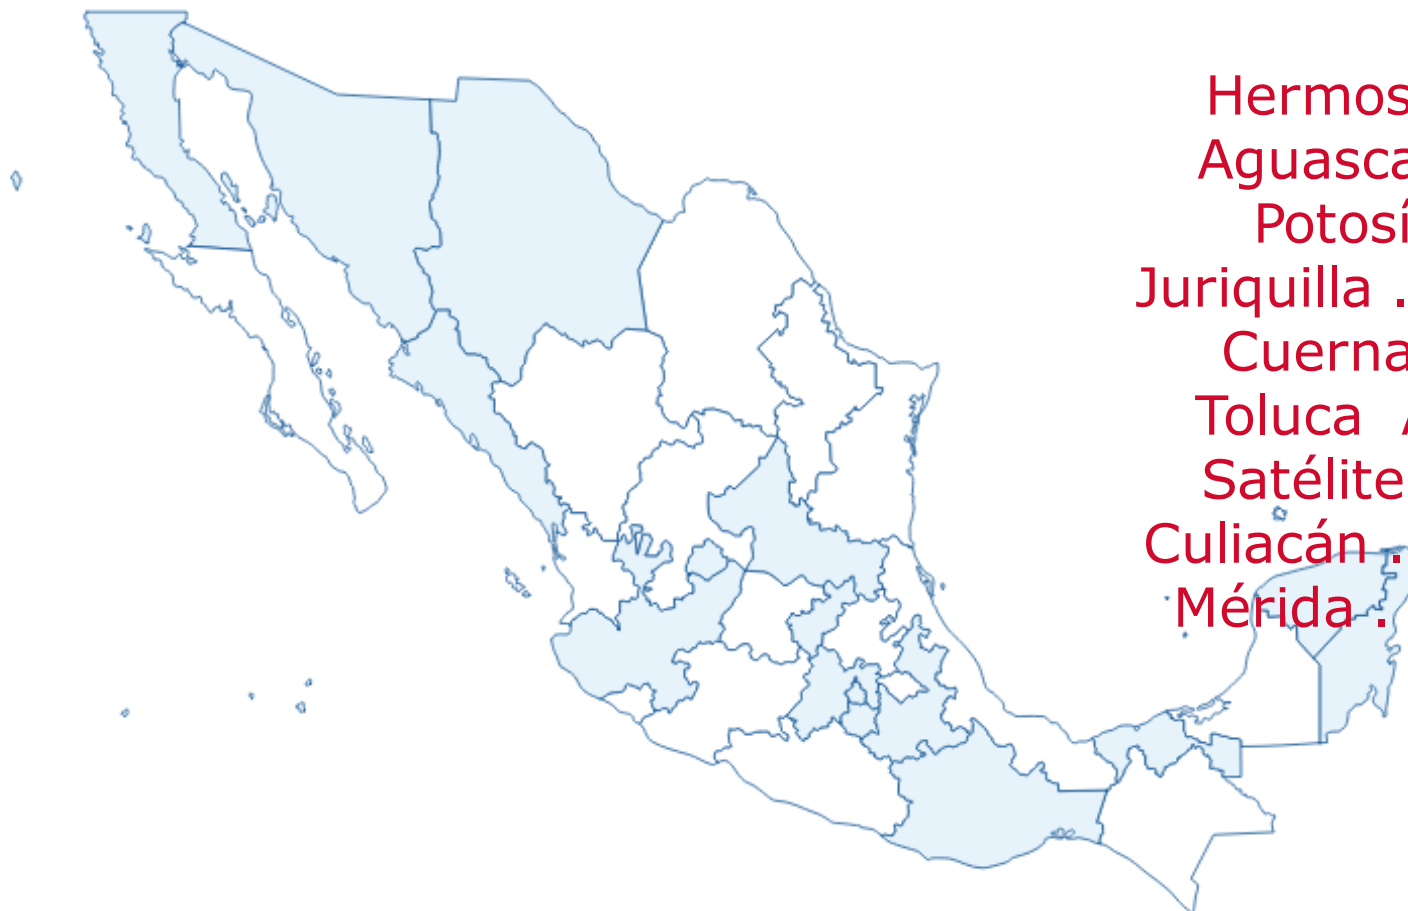 Hermos
Aguasca
Potosí
Juriquilla .
Cuerna
Toluca A
Satélite
Culiacán .
Mérida .